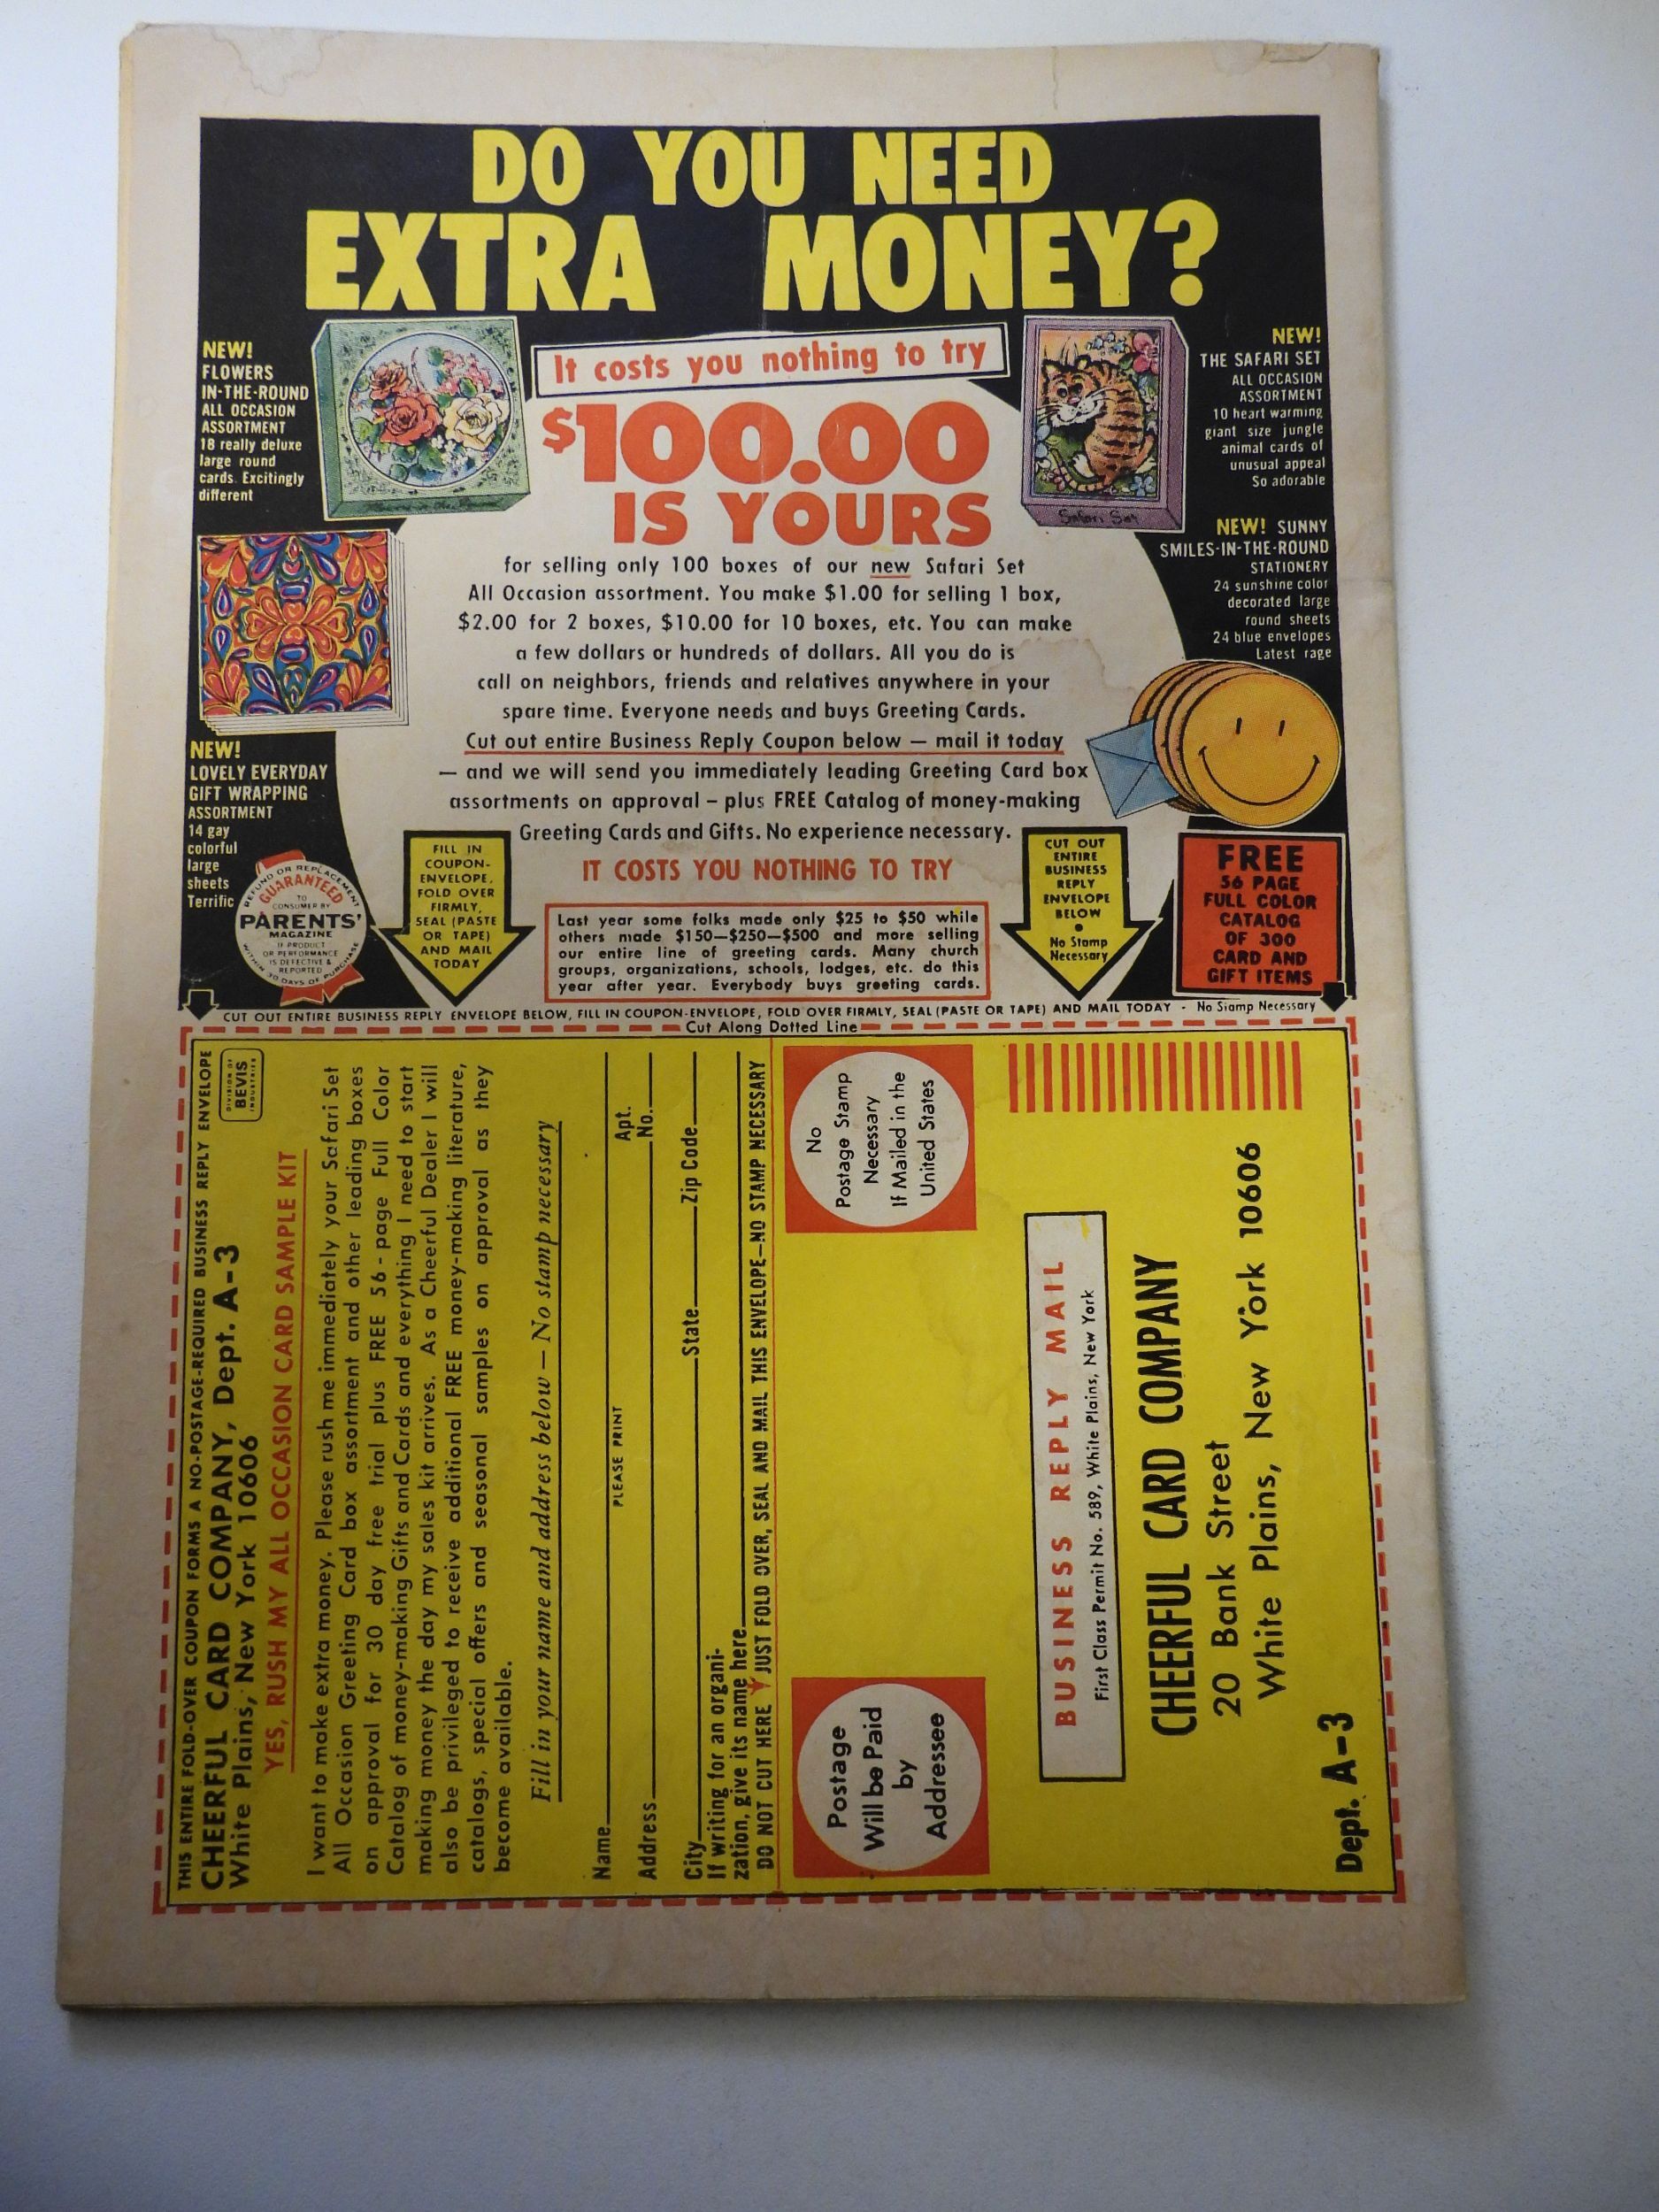 DO YOU NEED
EXTRA MONEY?
It costs you nothing to try
$100.00
IS YOURS
for selling only 100 boxes of our new Safari Set
All Occasion assortment. You make $1.00 for selling 1 box,
$2.00 for 2 boxes, $10.00 for 10 boxes, etc. You can make
a few dollars or hundreds of dollars. All you do is
call on neighbors, friends and relatives anywhere in your
spare time. Everyone needs and buys Greeting Cards.
Cut out entire Business Reply Coupon below — mail it today
— and we will send you immediately leading Greeting Card box
assortments on approval – plus FREE Catalog of money-making
Greeting Cards and Gifts. No experience necessary.
IT COSTS YOU NOTHING TO TRY
Last year some folks made only $25 to $50 while
others made $150—$250—$500 and more selling
our entire line of greeting cards. Many church
groups, organizations, schools, lodges, etc. do this
year after year. Everybody buys greeting cards.
NEW!
FLOWERS
IN-THE-ROUND
ALL OCCASION
ASSORTMENT
18 really deluxe
large round
cards. Excitingly
different
NEW!
LOVELY EVERYDAY
GIFT WRAPPING
ASSORTMENT
14 gay
colorful
large
sheets
Terrific
REFUND OR REPLACEMENT
GUARANTEED
TO
CONSUMER BY
PARENTS'
MAGAZINE
IF PRODUCT
OR PERFORMANCE
IS DEFECTIVE &
REPORTED
WITHIN 30 DAYS OF PURCHASE
NEW!
THE SAFARI SET
ALL OCCASION
ASSORTMENT
10 heart warming
giant size jungle
animal cards of
unusual appeal
So adorable
Safari Set
NEW! SUNNY
SMILES-IN-THE-ROUND
STATIONERY
24 sunshine color
decorated large
round sheets
24 blue envelopes
Latest rage
FILL IN
COUPON-
ENVELOPE,
FOLD OVER
FIRMLY,
SEAL (PASTE
OR TAPE)
AND MAIL
TODAY
CUT OUT
ENTIRE
BUSINESS
REPLY
ENVELOPE
BELOW
•
No Stamp
Necessary
FREE
56 PAGE
FULL COLOR
CATALOG
OF 300
CARD AND
GIFT ITEMS
CUT OUT ENTIRE BUSINESS REPLY ENVELOPE BELOW, FILL IN COUPON-ENVELOPE, FOLD OVER FIRMLY, SEAL (PASTE OR TAPE) AND MAIL TODAY - No Stamp Necessary
Cut Along Dotted Line
THIS ENTIRE FOLD-OVER COUPON FORMS A NO-POSTAGE-REQUIRED BUSINESS REPLY ENVELOPE
CHEERFUL CARD COMPANY, Dept. A-3
White Plains, New York 10606
DIVISION OF
BEVIS
INDUSTRIES
YES, RUSH MY ALL OCCASION CARD SAMPLE KIT
I want to make extra money. Please rush me immediately your Safari Set
All Occasion Greeting Card box assortment and other leading boxes
on approval for 30 day free trial plus FREE 56-page Full Color
Catalog of money-making Gifts and Cards and everything I need to start
making money the day my sales kit arrives. As a Cheerful Dealer I will
also be privileged to receive additional FREE money-making literature,
catalogs, special offers and seasonal samples on approval as they
become available.
Fill in your name and address below — No stamp necessary
Name
PLEASE PRINT
Address Apt. No.
City State Zip Code
If writing for an organi-
zation, give its name here
DO NOT CUT HERE JUST FOLD OVER, SEAL AND MAIL THIS ENVELOPE—NO STAMP NECESSARY
Postage
Will be Paid
by
Addressee
No
Postage Stamp
Necessary
If Mailed in the
United States
BUSINESS REPLY MAIL
First Class Permit No. 589, White Plains, New York
CHEERFUL CARD COMPANY
20 Bank Street
White Plains, New York 10606
Dept. A-3